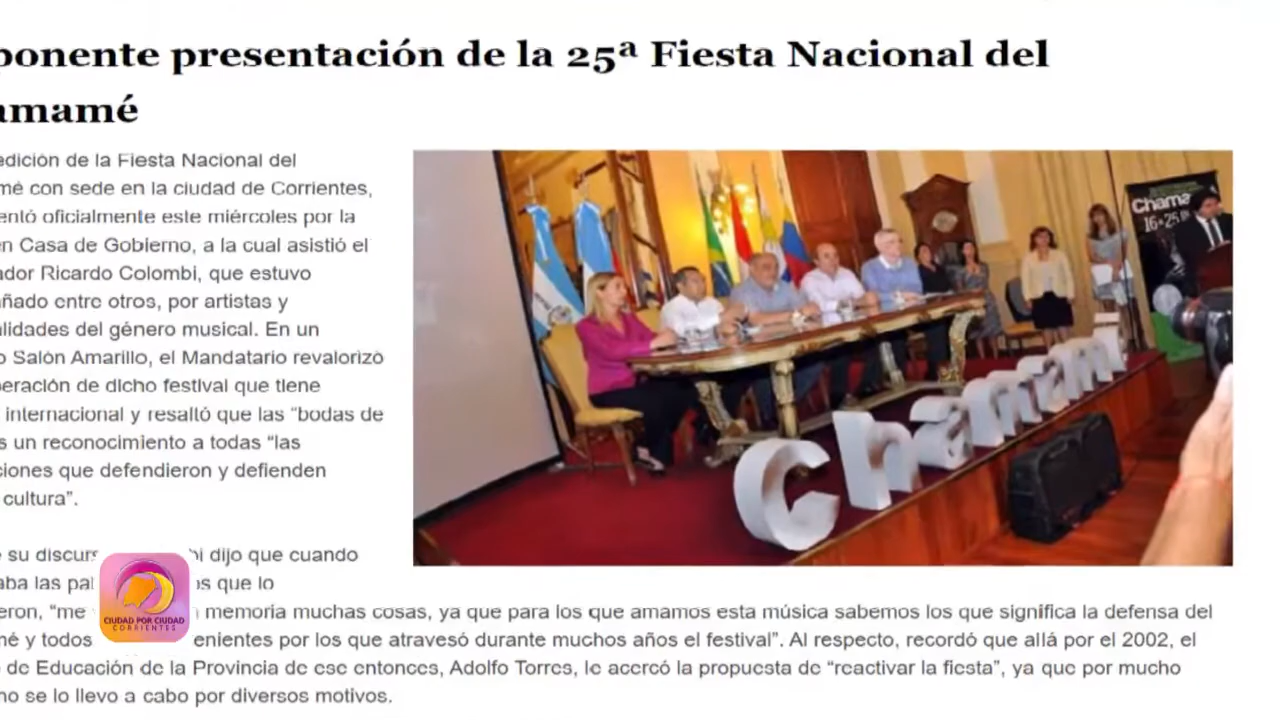 ponente presentación de la 25ª Fiesta Nacional del
amamé
edición de la Fiesta Nacional del
mé con sede en la ciudad de Corrientes,
entó oficialmente este miércoles por la
en Casa de Gobierno, a la cual asistió el
ador Ricardo Colombi, que estuvo
añado entre otros, por artistas y
alidades del género musical. En un
o Salón Amarillo, el Mandatario revalorizó
peración de dicho festival que tiene
internacional y resaltó que las “bodas de
s un reconocimiento a todas “las
ciones que defendieron y defienden
cultura”.
Chama
16·25
Chamamé
e su discurs bi dijo que cuando
aba las pal os que lo
eron, “me memoria muchas cosas, ya que para los que amamos esta música sabemos los que significa la defensa del
mé y todos enientes por los que atravesó durante muchos años el festival”. Al respecto, recordó que allá por el 2002, el
de Educación de la Provincia de ese entonces, Adolfo Torres, le acercó la propuesta de “reactivar la fiesta”, ya que por mucho
no se lo llevo a cabo por diversos motivos.
CIUDAD POR CIUDAD
CORRIENTES